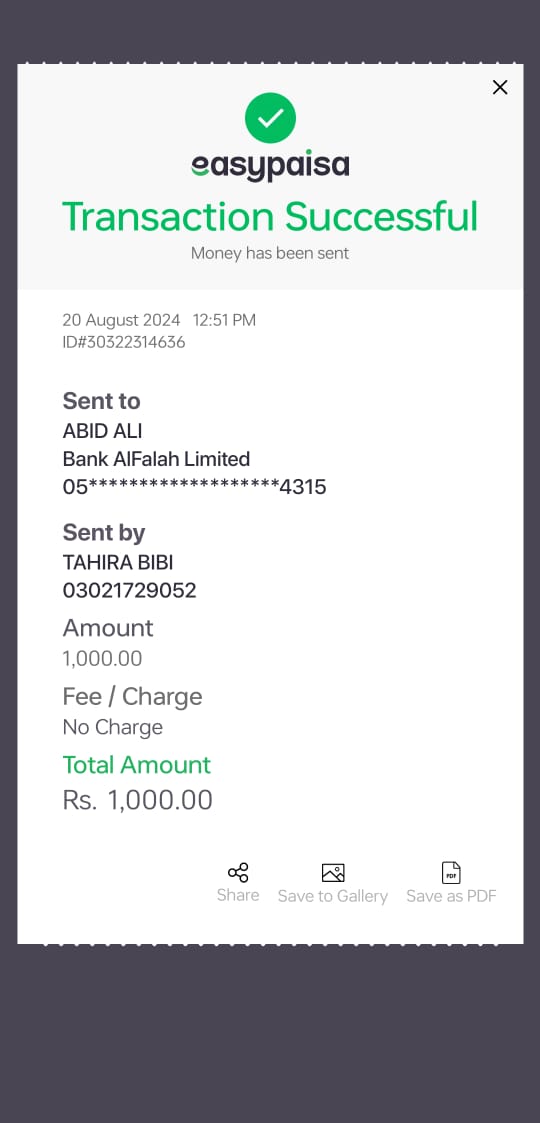 easypaisa
Transaction Successful
Money has been sent
20 August 2024 12:51 PM
ID#30322314636
Sent to
ABID ALI
Bank AlFalah Limited
05*******************4315
Sent by
TAHIRA BIBI
03021729052
Amount
1,000.00
Fee / Charge
No Charge
Total Amount
Rs. 1,000.00
PDF
Share Save to Gallery Save as PDF